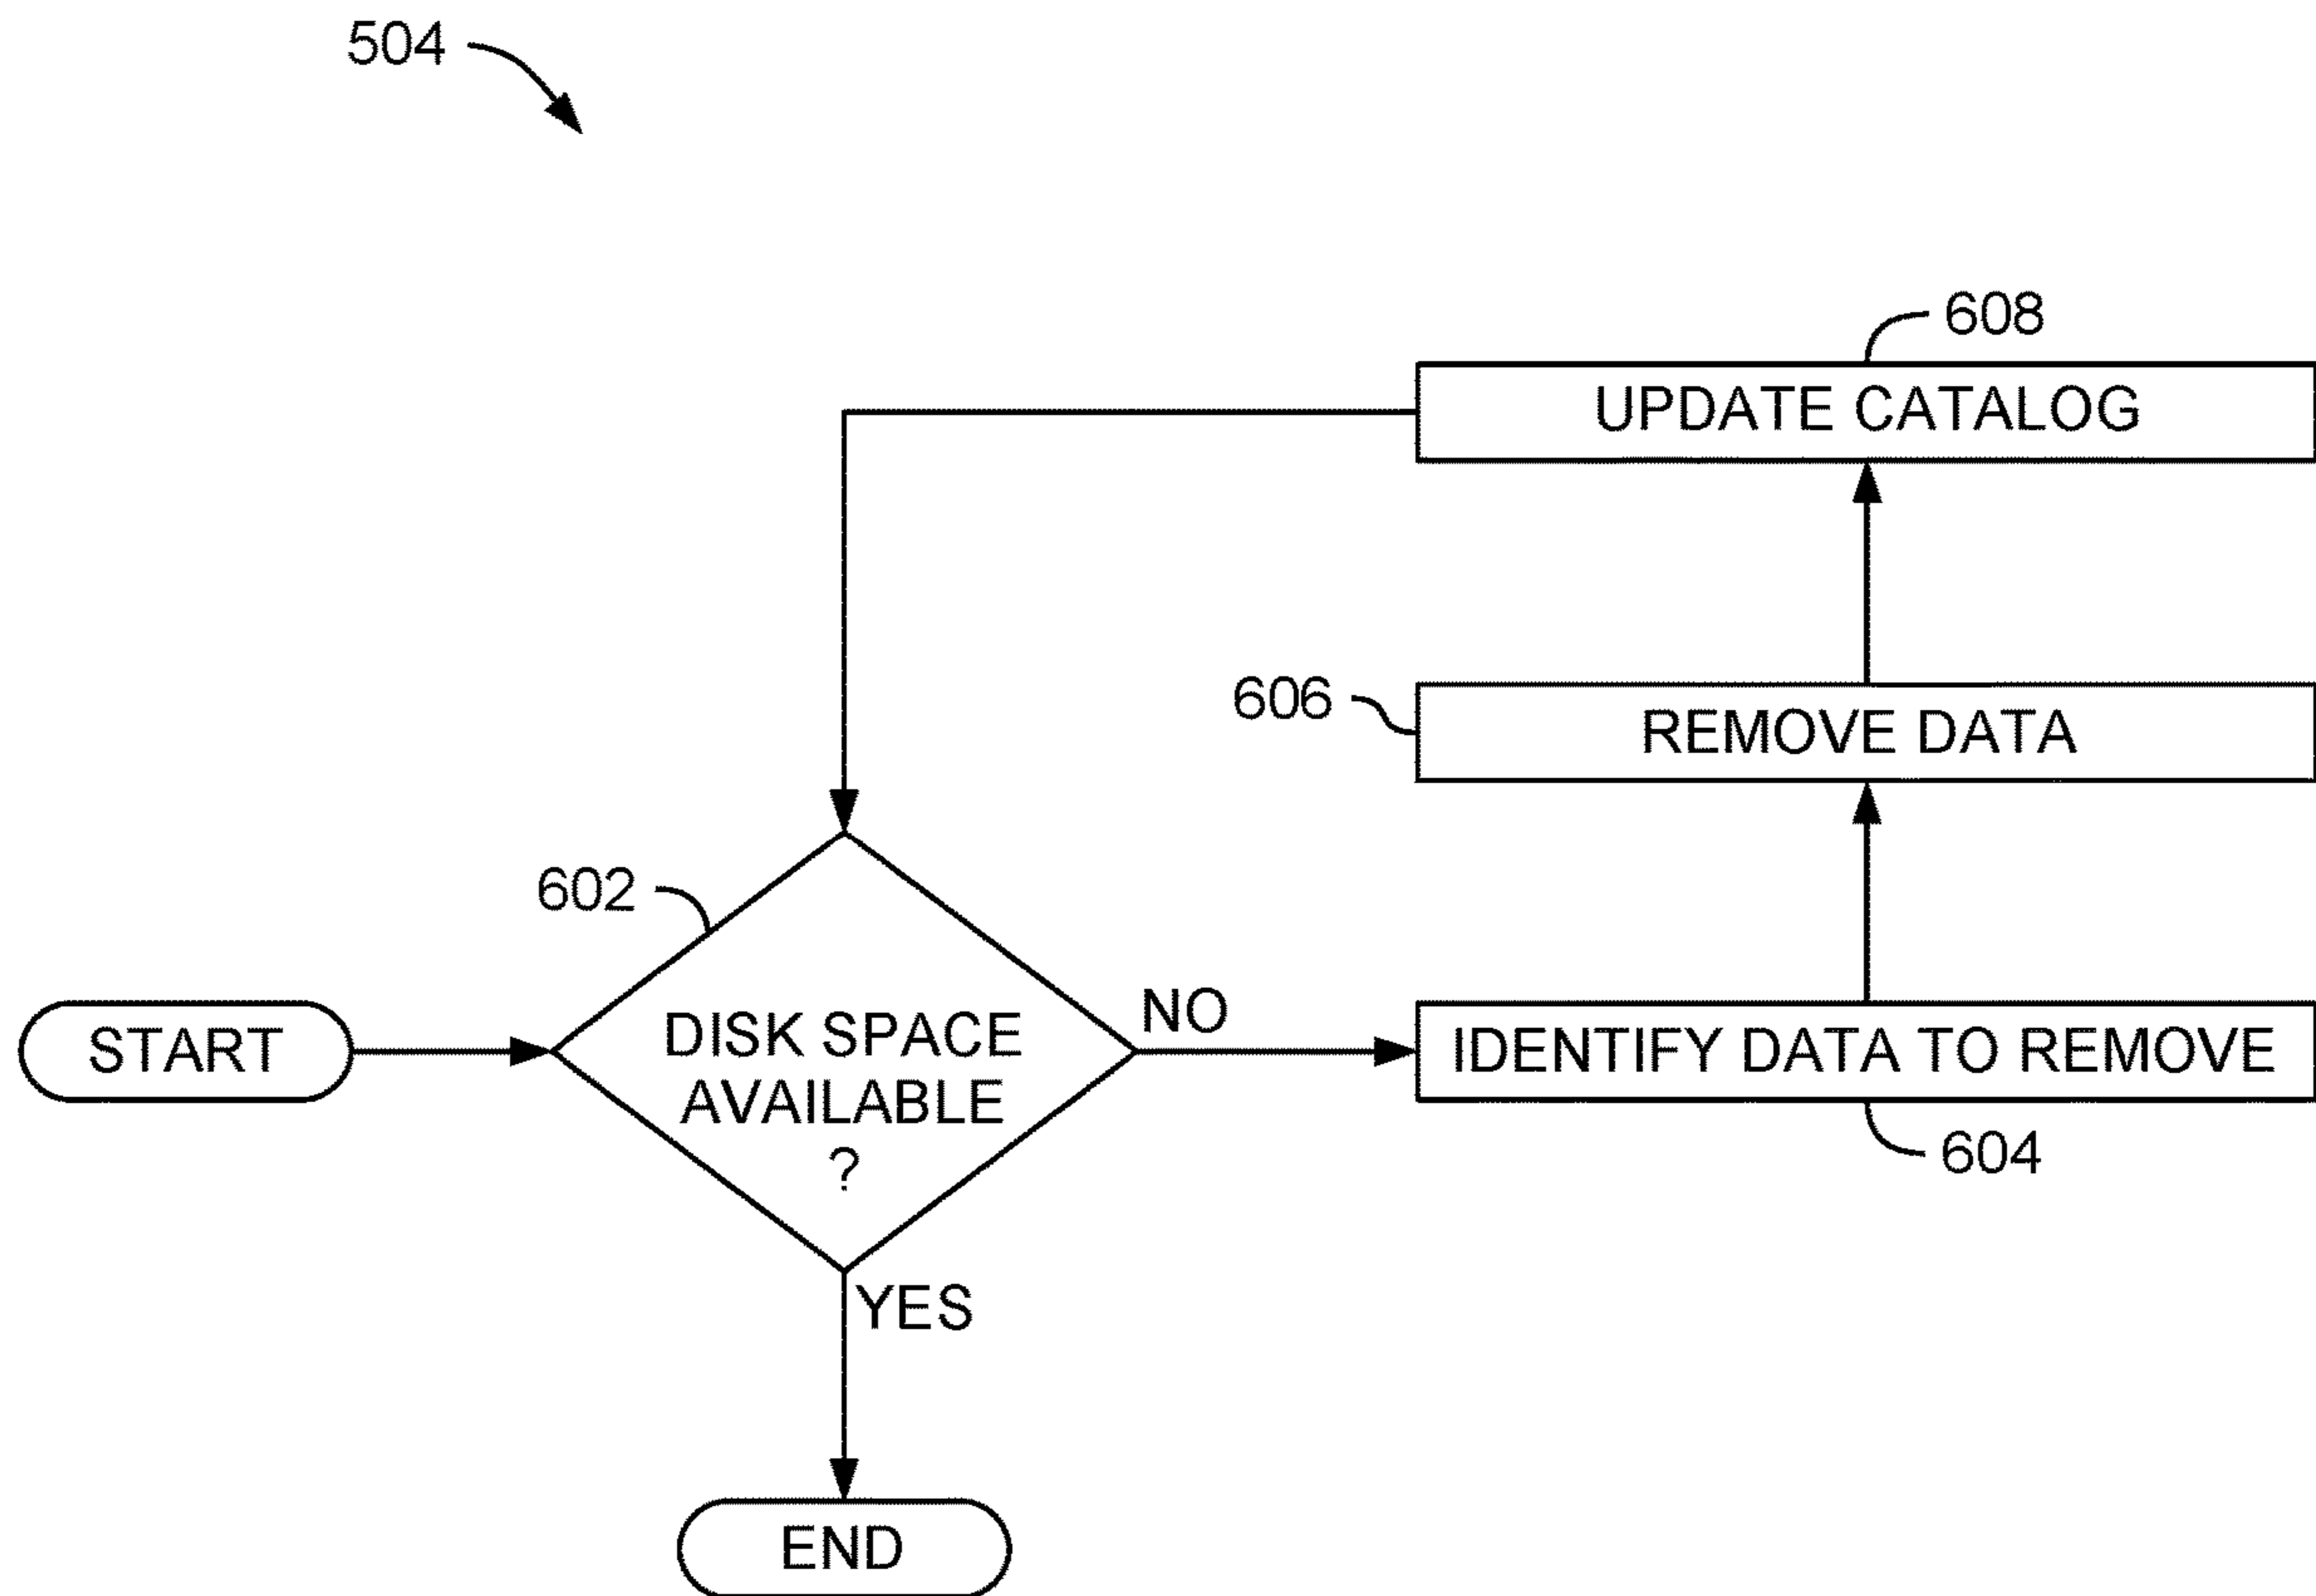 504
608
UPDATE CATALOG
606
REMOVE DATA
602
START
DISK SPACE
AVAILABLE
?
NO
IDENTIFY DATA TO REMOVE
604
YES
END